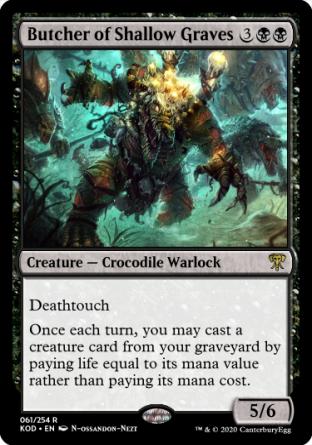 Butcher of Shallow Graves 3
Creature — Crocodile Warlock
Deathtouch
Once each turn, you may cast a
creature card from your graveyard by
paying life equal to its mana value
rather than paying its mana cost.
5/6
061/254 R
KOD • EN N-OSSANDON-NEZT
™ & © 2020 CanterburyEgg